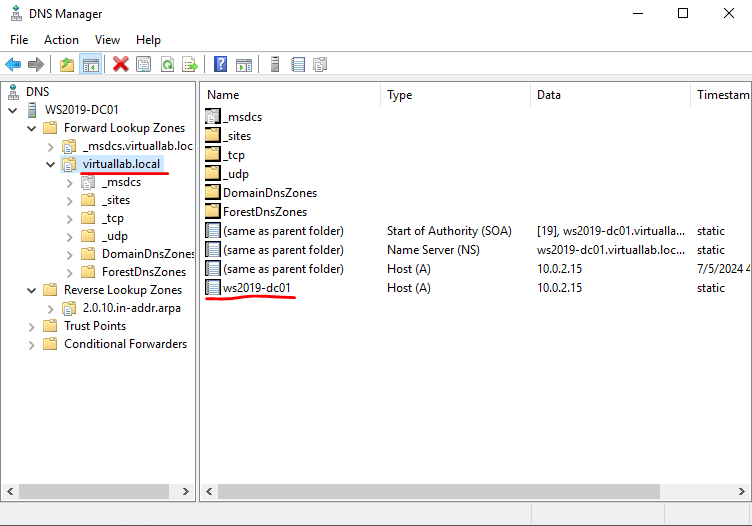 DNS Manager
File Action View Help
DNS
WS2019-DC01
Forward Lookup Zones
_msdcs.virtuallab.loc
virtuallab.local
_msdcs
_sites
_tcp
_udp
DomainDnsZones
ForestDnsZones
Reverse Lookup Zones
2.0.10.in-addr.arpa
Trust Points
Conditional Forwarders
Name Type Data Timestam
_msdcs
_sites
_tcp
_udp
DomainDnsZones
ForestDnsZones
(same as parent folder) Start of Authority (SOA) [19], ws2019-dc01.virtualla... static
(same as parent folder) Name Server (NS) ws2019-dc01.virtuallab.loc... static
(same as parent folder) Host (A) 10.0.2.15 7/5/2024 4
ws2019-dc01 Host (A) 10.0.2.15 static